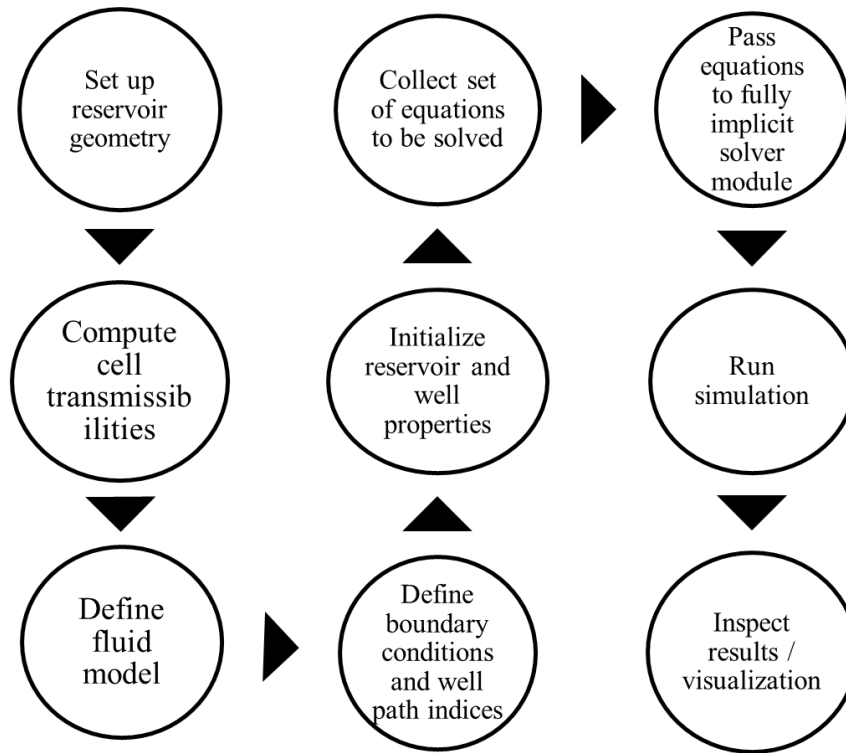 Set up
reservoir
geometry
Compute
cell
transmissib
ilities
Define
fluid
model
Define
boundary
conditions
and well
path indices
Initialize
reservoir and
well
properties
Collect set
of equations
to be solved
Pass
equations
to fully
implicit
solver
module
Run
simulation
Inspect
results /
visualization